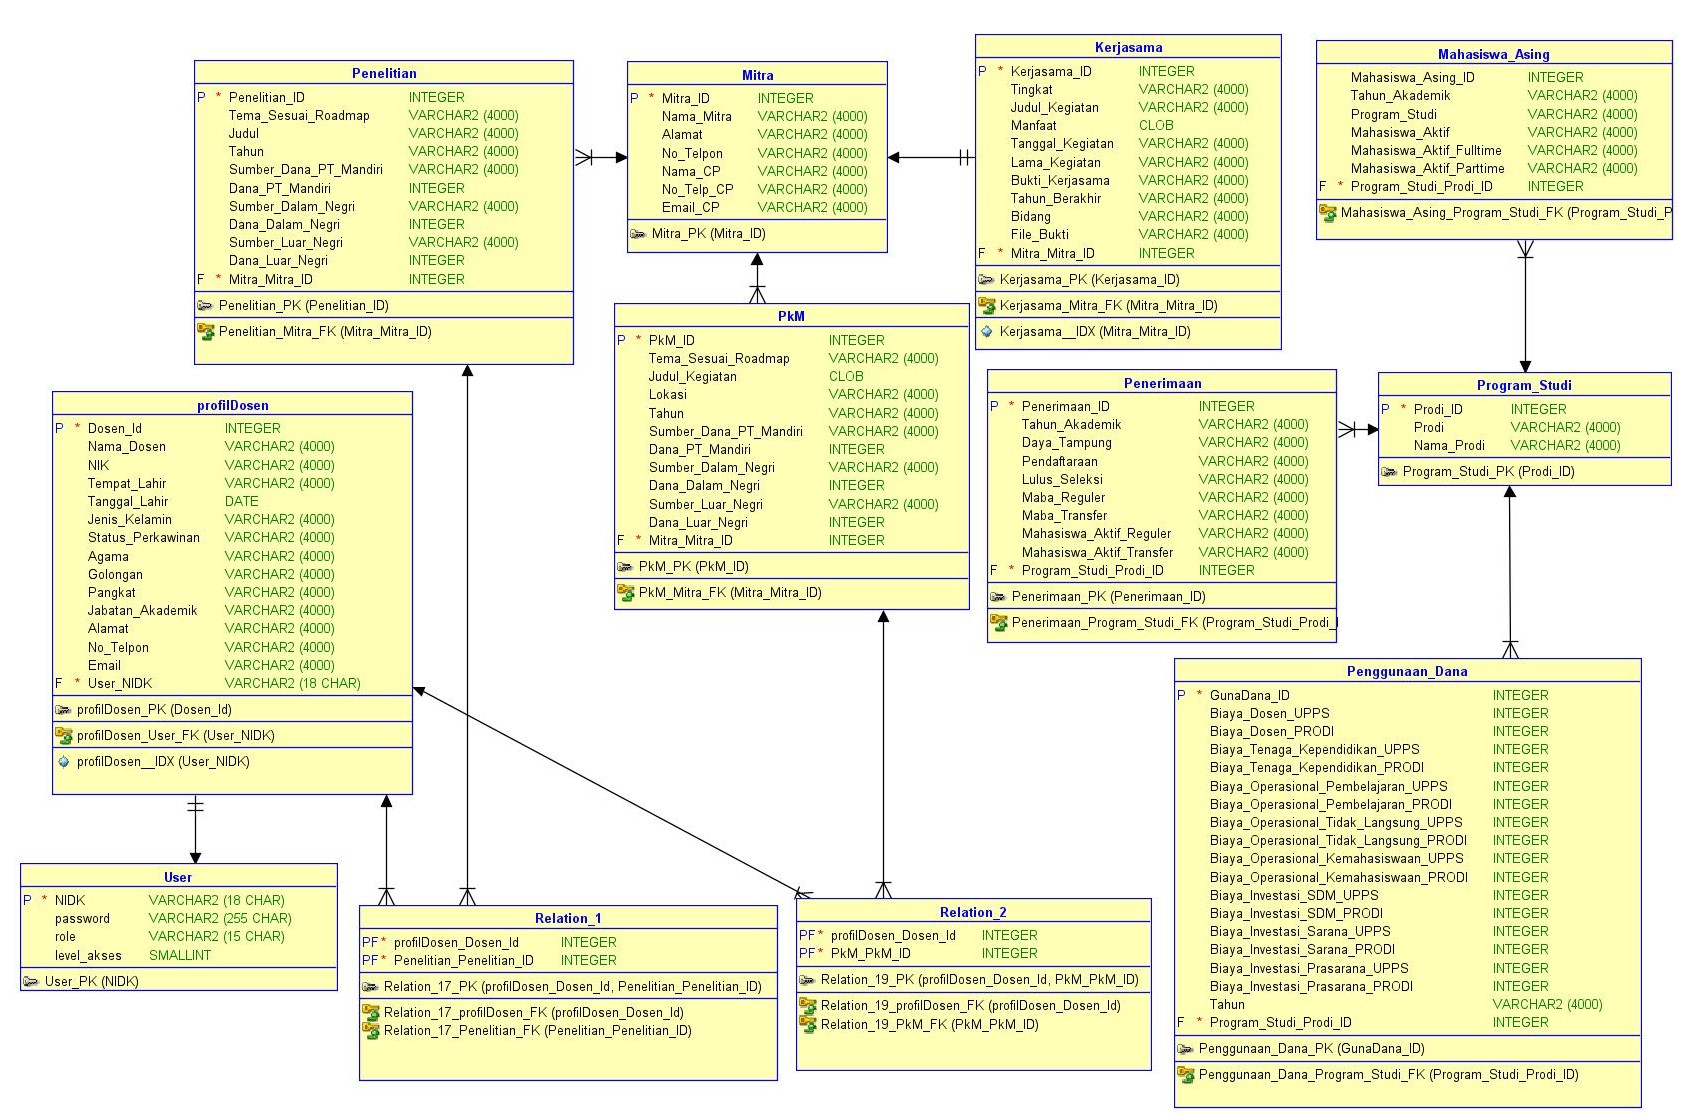 Penelitian
P * Penelitian_ID INTEGER
Tema_Sesuai_Roadmap VARCHAR2 (4000)
Judul VARCHAR2 (4000)
Tahun VARCHAR2 (4000)
Sumber_Dana_PT_Mandiri VARCHAR2 (4000)
Dana_PT_Mandiri INTEGER
Sumber_Dalam_Negri VARCHAR2 (4000)
Dana_Dalam_Negri INTEGER
Sumber_Luar_Negri VARCHAR2 (4000)
Dana_Luar_Negri INTEGER
F * Mitra_Mitra_ID INTEGER
Penelitian_PK (Penelitian_ID)
Penelitian_Mitra_FK (Mitra_Mitra_ID)
Mitra
P * Mitra_ID INTEGER
Nama_Mitra VARCHAR2 (4000)
Alamat VARCHAR2 (4000)
No_Telpon VARCHAR2 (4000)
Nama_CP VARCHAR2 (4000)
No_Telp_CP VARCHAR2 (4000)
Email_CP VARCHAR2 (4000)
Mitra_PK (Mitra_ID)
Kerjasama
P * Kerjasama_ID INTEGER
Tingkat VARCHAR2 (4000)
Judul_Kegiatan VARCHAR2 (4000)
Manfaat CLOB
Tanggal_Kegiatan VARCHAR2 (4000)
Lama_Kegiatan VARCHAR2 (4000)
Bukti_Kerjasama VARCHAR2 (4000)
Tahun_Berakhir VARCHAR2 (4000)
Bidang VARCHAR2 (4000)
File_Bukti VARCHAR2 (4000)
F * Mitra_Mitra_ID INTEGER
Kerjasama_PK (Kerjasama_ID)
Kerjasama_Mitra_FK (Mitra_Mitra_ID)
Kerjasama__IDX (Mitra_Mitra_ID)
Mahasiswa_Asing
Mahasiswa_Asing_ID INTEGER
Tahun_Akademik VARCHAR2 (4000)
Program_Studi VARCHAR2 (4000)
Mahasiswa_Aktif VARCHAR2 (4000)
Mahasiswa_Aktif_Fulltime VARCHAR2 (4000)
Mahasiswa_Aktif_Parttime VARCHAR2 (4000)
F * Program_Studi_Prodi_ID INTEGER
Mahasiswa_Asing_Program_Studi_FK (Program_Studi_P
PkM
P * PkM_ID INTEGER
Tema_Sesuai_Roadmap VARCHAR2 (4000)
Judul_Kegiatan CLOB
Lokasi VARCHAR2 (4000)
Tahun VARCHAR2 (4000)
Sumber_Dana_PT_Mandiri VARCHAR2 (4000)
Dana_PT_Mandiri INTEGER
Sumber_Dalam_Negri VARCHAR2 (4000)
Dana_Dalam_Negri INTEGER
Sumber_Luar_Negri VARCHAR2 (4000)
Dana_Luar_Negri INTEGER
F * Mitra_Mitra_ID INTEGER
PkM_PK (PkM_ID)
PkM_Mitra_FK (Mitra_Mitra_ID)
Penerimaan
P * Penerimaan_ID INTEGER
Tahun_Akademik VARCHAR2 (4000)
Daya_Tampung VARCHAR2 (4000)
Pendaftaraan VARCHAR2 (4000)
Lulus_Seleksi VARCHAR2 (4000)
Maba_Reguler VARCHAR2 (4000)
Maba_Transfer VARCHAR2 (4000)
Mahasiswa_Aktif_Reguler VARCHAR2 (4000)
Mahasiswa_Aktif_Transfer VARCHAR2 (4000)
F * Program_Studi_Prodi_ID INTEGER
Penerimaan_PK (Penerimaan_ID)
Penerimaan_Program_Studi_FK (Program_Studi_Prodi_I
Program_Studi
P * Prodi_ID INTEGER
Prodi VARCHAR2 (4000)
Nama_Prodi VARCHAR2 (4000)
Program_Studi_PK (Prodi_ID)
profilDosen
P * Dosen_Id INTEGER
Nama_Dosen VARCHAR2 (4000)
NIK VARCHAR2 (4000)
Tempat_Lahir VARCHAR2 (4000)
Tanggal_Lahir DATE
Jenis_Kelamin VARCHAR2 (4000)
Status_Perkawinan VARCHAR2 (4000)
Agama VARCHAR2 (4000)
Golongan VARCHAR2 (4000)
Pangkat VARCHAR2 (4000)
Jabatan_Akademik VARCHAR2 (4000)
Alamat VARCHAR2 (4000)
No_Telpon VARCHAR2 (4000)
Email VARCHAR2 (4000)
F * User_NIDK VARCHAR2 (18 CHAR)
profilDosen_PK (Dosen_Id)
profilDosen_User_FK (User_NIDK)
profilDosen__IDX (User_NIDK)
User
P * NIDK VARCHAR2 (18 CHAR)
password VARCHAR2 (255 CHAR)
role VARCHAR2 (15 CHAR)
level_akses SMALLINT
User_PK (NIDK)
Relation_1
PF * profilDosen_Dosen_Id INTEGER
PF * Penelitian_Penelitian_ID INTEGER
Relation_17_PK (profilDosen_Dosen_Id, Penelitian_Penelitian_ID)
Relation_17_profilDosen_FK (profilDosen_Dosen_Id)
Relation_17_Penelitian_FK (Penelitian_Penelitian_ID)
Relation_2
PF * profilDosen_Dosen_Id INTEGER
PF * PkM_PkM_ID INTEGER
Relation_19_PK (profilDosen_Dosen_Id, PkM_PkM_ID)
Relation_19_profilDosen_FK (profilDosen_Dosen_Id)
Relation_19_PkM_FK (PkM_PkM_ID)
Penggunaan_Dana
P * GunaDana_ID INTEGER
Biaya_Dosen_UPPS INTEGER
Biaya_Dosen_PRODI INTEGER
Biaya_Tenaga_Kependidikan_UPPS INTEGER
Biaya_Tenaga_Kependidikan_PRODI INTEGER
Biaya_Operasional_Pembelajaran_UPPS INTEGER
Biaya_Operasional_Pembelajaran_PRODI INTEGER
Biaya_Operasional_Tidak_Langsung_UPPS INTEGER
Biaya_Operasional_Tidak_Langsung_PRODI INTEGER
Biaya_Operasional_Kemahasiswaan_UPPS INTEGER
Biaya_Operasional_Kemahasiswaan_PRODI INTEGER
Biaya_Investasi_SDM_UPPS INTEGER
Biaya_Investasi_SDM_PRODI INTEGER
Biaya_Investasi_Sarana_UPPS INTEGER
Biaya_Investasi_Sarana_PRODI INTEGER
Biaya_Investasi_Prasarana_UPPS INTEGER
Biaya_Investasi_Prasarana_PRODI INTEGER
Tahun VARCHAR2 (4000)
F * Program_Studi_Prodi_ID INTEGER
Penggunaan_Dana_PK (GunaDana_ID)
Penggunaan_Dana_Program_Studi_FK (Program_Studi_Prodi_ID)